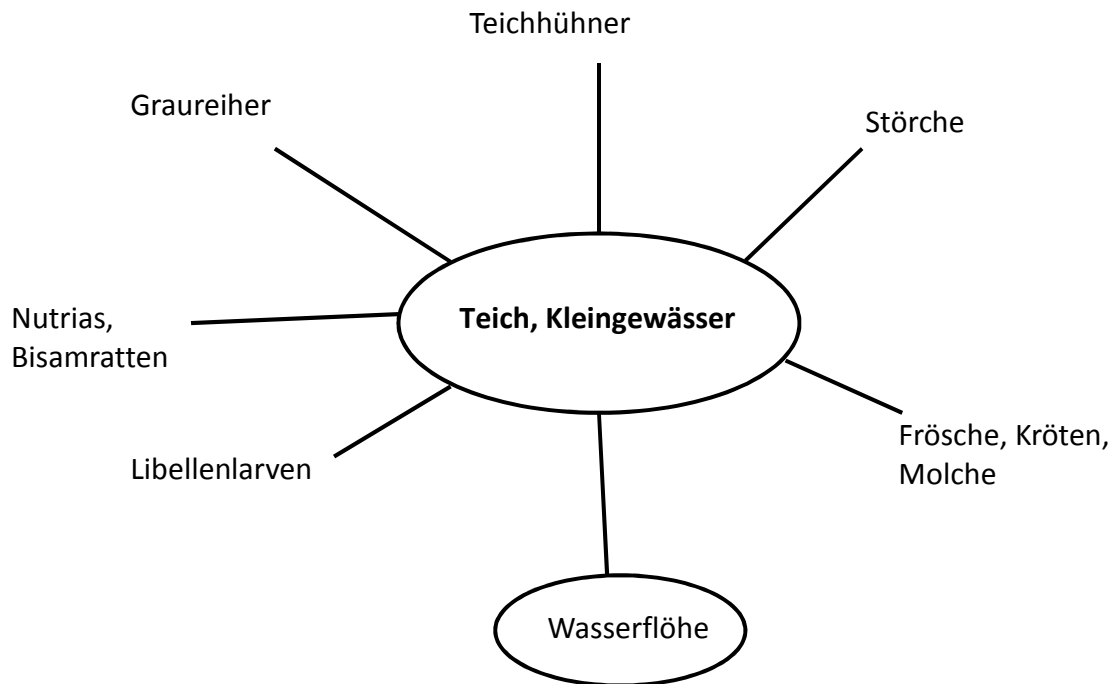 Teichhühner
Graureiher
Störche
Teich, Kleingewässer
Nutrias,
Bisamratten
Libellenlarven
Frösche, Kröten,
Molche
Wasserflöhe